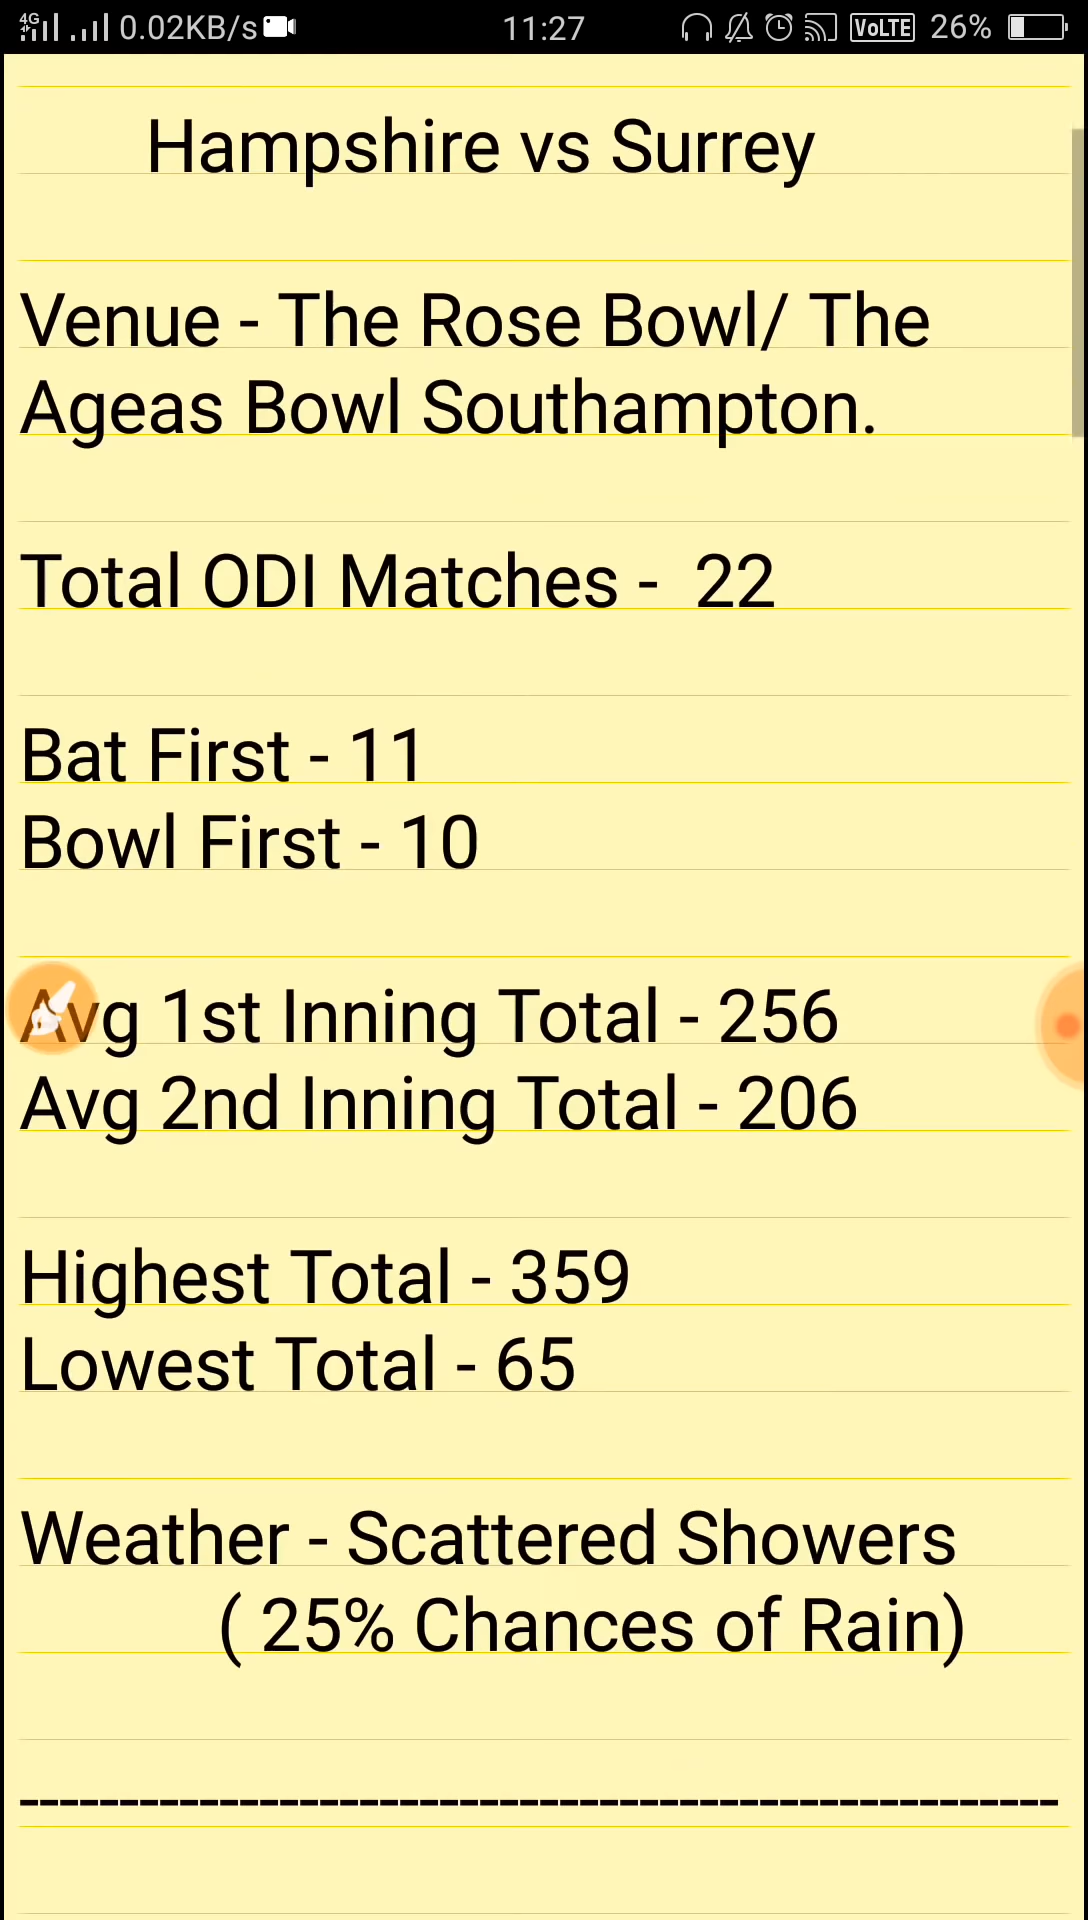 4G 0.02KB/s 11:27 VoLTE 26%
Hampshire vs Surrey
Venue - The Rose Bowl/ The
Ageas Bowl Southampton.
Total ODI Matches -  22
Bat First - 11
Bowl First - 10
Avg 1st Inning Total - 256
Avg 2nd Inning Total - 206
Highest Total - 359
Lowest Total - 65
Weather - Scattered Showers
( 25% Chances of Rain)
----------------------------------------------------